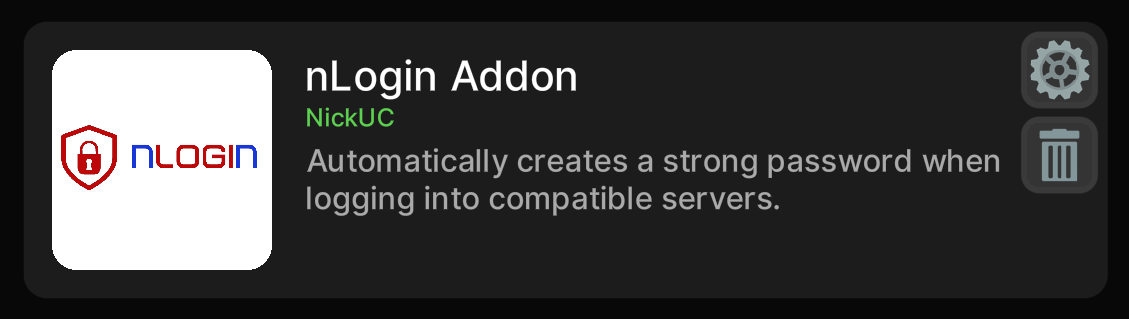 nLogin Addon
NickUC
nLOGIn
Automatically creates a strong password when
logging into compatible servers.